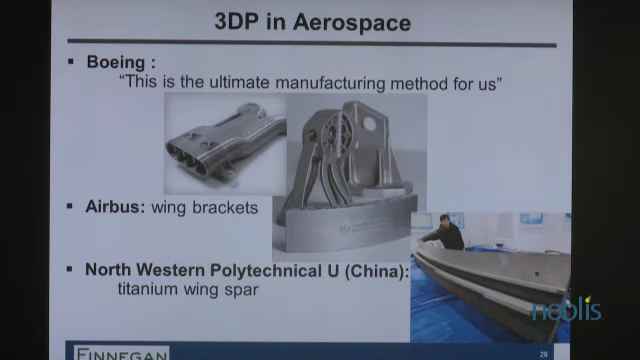 3DP in Aerospace
Boeing :
“This is the ultimate manufacturing method for us”
Airbus: wing brackets
North Western Polytechnical U (China):
titanium wing spar
noblis
FINNEGAN
29